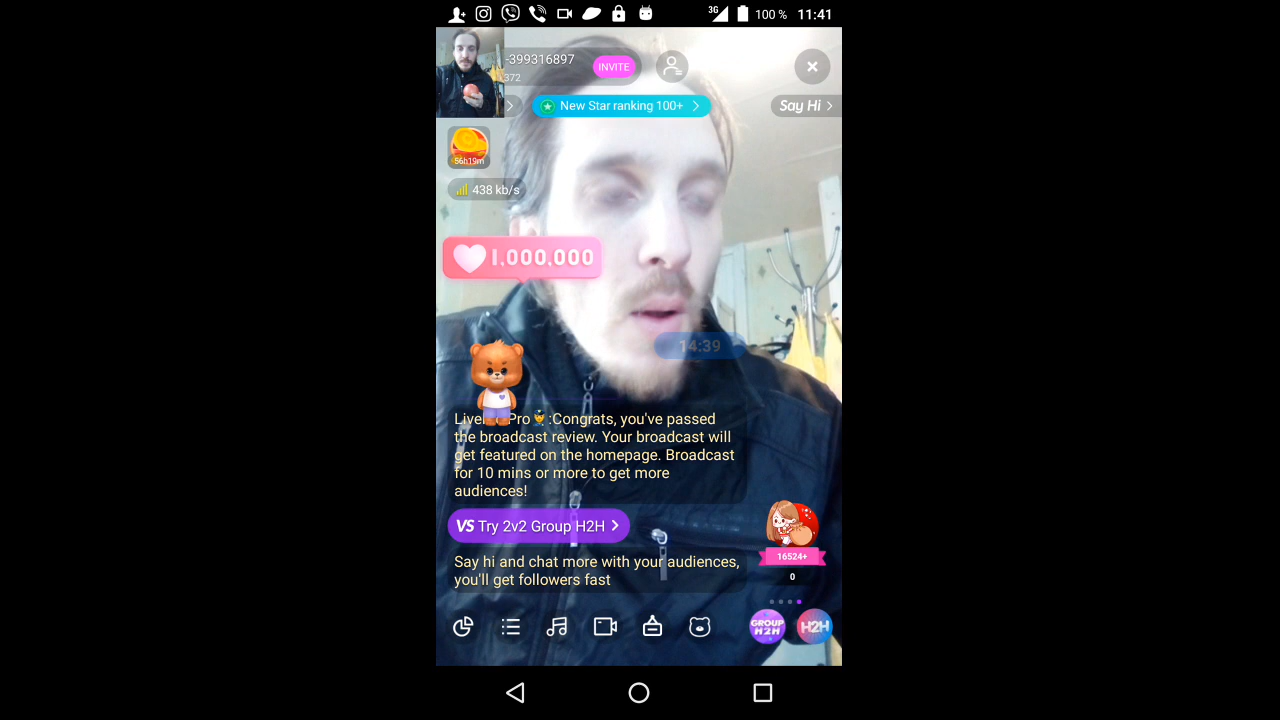 3G 100 % 11:41
-399316897
372
INVITE
New Star ranking 100+
Say Hi
56h19m
438 kb/s
1,000,000
14:39
Live Pro :Congrats, you've passed
the broadcast review. Your broadcast will
get featured on the homepage. Broadcast
for 10 mins or more to get more
audiences!
VS Try 2v2 Group H2H
16524+
Say hi and chat more with your audiences,
you'll get followers fast
0
GROUP
H2H
H2H